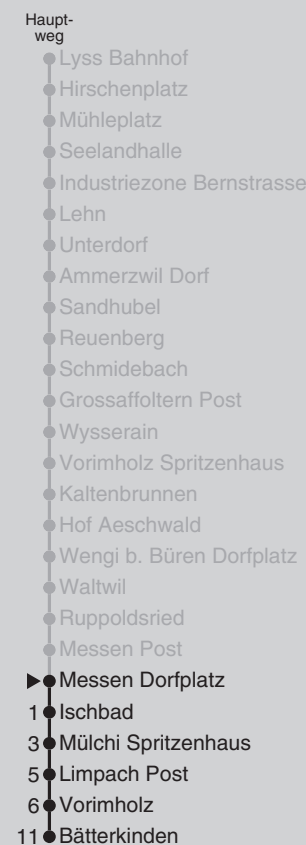 Haupt-
weg
Lyss Bahnhof
Hirschenplatz
Mühleplatz
Seelandhalle
Industriezone Bernstrasse
Lehn
Unterdorf
Ammerzwil Dorf
Sandhubel
Reuenberg
Schmidebach
Grossaffoltern Post
Wysserain
Vorimholz Spritzenhaus
Kaltenbrunnen
Hof Aeschwald
Wengi b. Büren Dorfplatz
Waltwil
Ruppoldsried
Messen Post
Messen Dorfplatz
1 Ischbad
3 Mülchi Spritzenhaus
5 Limpach Post
6 Vorimholz
11 Bätterkinden